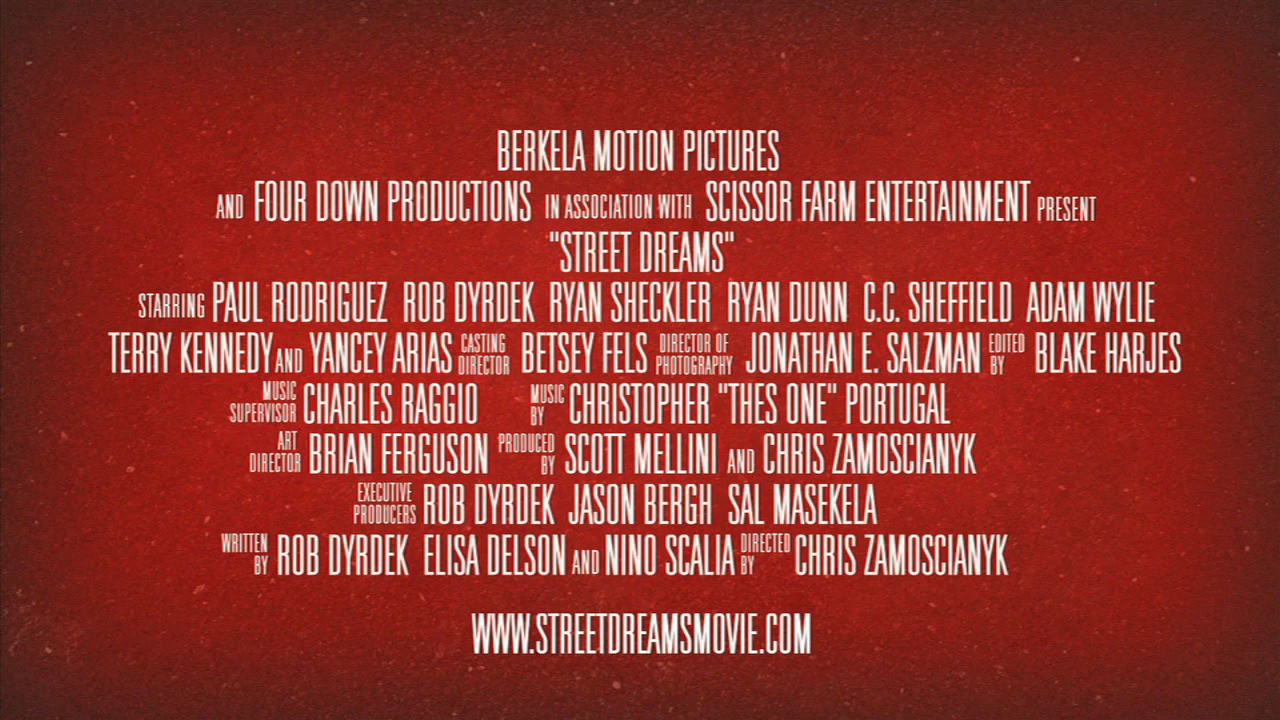 BERKELA MOTION PICTURES
AND FOUR DOWN PRODUCTIONS IN ASSOCIATION WITH SCISSOR FARM ENTERTAINMENT PRESENT
"STREET DREAMS"
STARRING PAUL RODRIGUEZ ROB DYRDEK RYAN SHECKLER RYAN DUNN C.C. SHEFFIELD ADAM WYLIE
TERRY KENNEDY AND YANCEY ARIAS CASTING DIRECTOR BETSEY FELS DIRECTOR OF PHOTOGRAPHY JONATHAN E. SALZMAN EDITED BY BLAKE HARJES
MUSIC SUPERVISOR CHARLES RAGGIO MUSIC BY CHRISTOPHER "THES ONE" PORTUGAL
ART DIRECTOR BRIAN FERGUSON PRODUCED BY SCOTT MELLINI AND CHRIS ZAMOSCIANYK
EXECUTIVE PRODUCERS ROB DYRDEK JASON BERGH SAL MASEKELA
WRITTEN BY ROB DYRDEK ELISA DELSON AND NINO SCALIA DIRECTED BY CHRIS ZAMOSCIANYK
WWW.STREETDREAMSMOVIE.COM